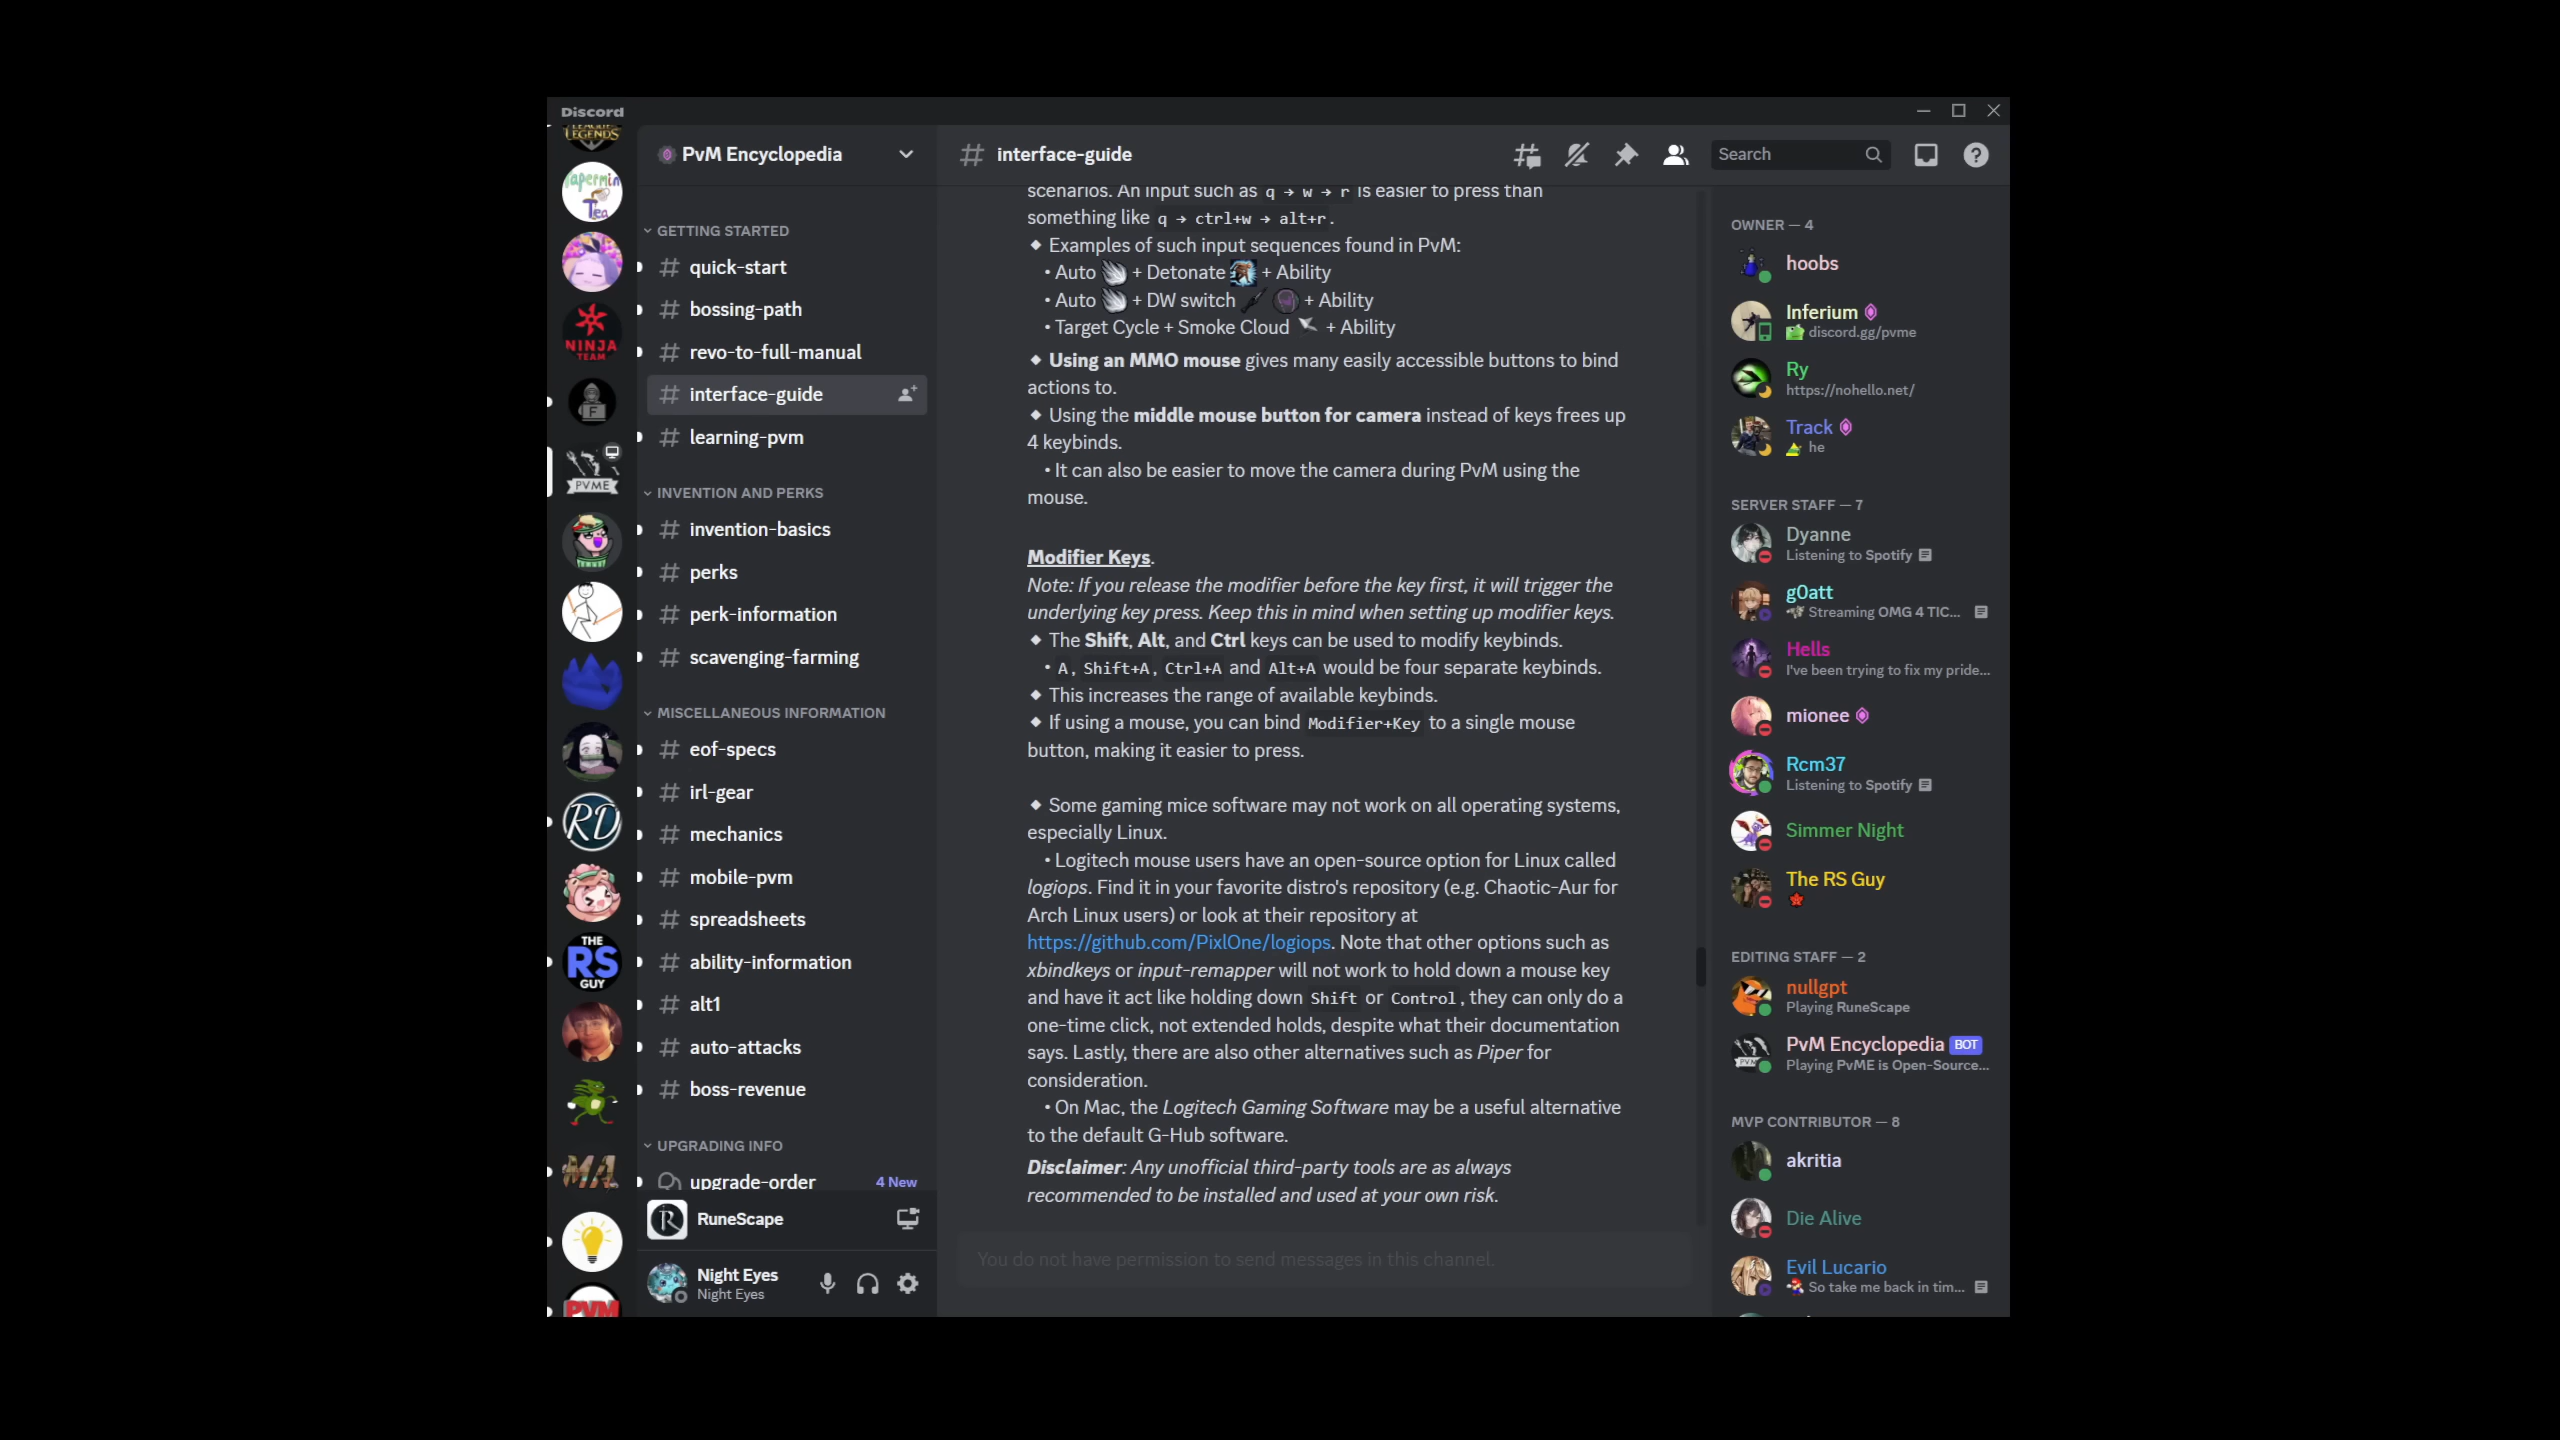 Discord
LEGENDS
Tea
NINJA
TEAM
F
PVME
RD
THE
RS
GUY
MA
PVM
PvM Encyclopedia
GETTING STARTED
# quick-start
# bossing-path
# revo-to-full-manual
# interface-guide
# learning-pvm
INVENTION AND PERKS
# invention-basics
# perks
# perk-information
# scavenging-farming
MISCELLANEOUS INFORMATION
# eof-specs
# irl-gear
# mechanics
# mobile-pvm
# spreadsheets
# ability-information
# alt1
# auto-attacks
# boss-revenue
UPGRADING INFO
upgrade-order 4 New
RuneScape
Night Eyes
Night Eyes
# interface-guide
Search
scenarios. An input such as q → w → r is easier to press than
something like q → ctrl+w → alt+r.
◆ Examples of such input sequences found in PvM:
• Auto + Detonate + Ability
• Auto + DW switch + Ability
• Target Cycle + Smoke Cloud + Ability
◆ Using an MMO mouse gives many easily accessible buttons to bind
actions to.
◆ Using the middle mouse button for camera instead of keys frees up
4 keybinds.
• It can also be easier to move the camera during PvM using the
mouse.
Modifier Keys.
Note: If you release the modifier before the key first, it will trigger the
underlying key press. Keep this in mind when setting up modifier keys.
◆ The Shift, Alt, and Ctrl keys can be used to modify keybinds.
• A, Shift+A, Ctrl+A and Alt+A would be four separate keybinds.
◆ This increases the range of available keybinds.
◆ If using a mouse, you can bind Modifier+Key to a single mouse
button, making it easier to press.
◆ Some gaming mice software may not work on all operating systems,
especially Linux.
• Logitech mouse users have an open-source option for Linux called
logiops. Find it in your favorite distro's repository (e.g. Chaotic-Aur for
Arch Linux users) or look at their repository at
https://github.com/PixlOne/logiops. Note that other options such as
xbindkeys or input-remapper will not work to hold down a mouse key
and have it act like holding down Shift or Control, they can only do a
one-time click, not extended holds, despite what their documentation
says. Lastly, there are also other alternatives such as Piper for
consideration.
• On Mac, the Logitech Gaming Software may be a useful alternative
to the default G-Hub software.
Disclaimer: Any unofficial third-party tools are as always
recommended to be installed and used at your own risk.
You do not have permission to send messages in this channel.
OWNER — 4
hoobs
Inferium
discord.gg/pvme
Ry
https://nohello.net/
Track
he
SERVER STAFF — 7
Dyanne
Listening to Spotify
g0att
Streaming OMG 4 TIC...
Hells
I've been trying to fix my pride...
mionee
Rcm37
Listening to Spotify
Simmer Night
The RS Guy
EDITING STAFF — 2
nullgpt
Playing RuneScape
PvM Encyclopedia BOT
Playing PvME is Open-Source...
MVP CONTRIBUTOR — 8
akritia
Die Alive
Evil Lucario
So take me back in tim...